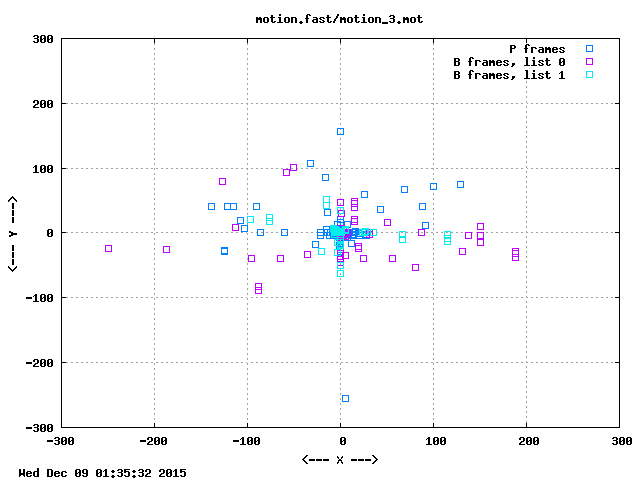 motion.fast/motion_3.mot
P frames
B frames, list 0
B frames, list 1
300
200
100
0
-100
-200
-300
<--- Y --->
-300 -200 -100 0 100 200 300
<--- X --->
Wed Dec 09 01:35:32 2015